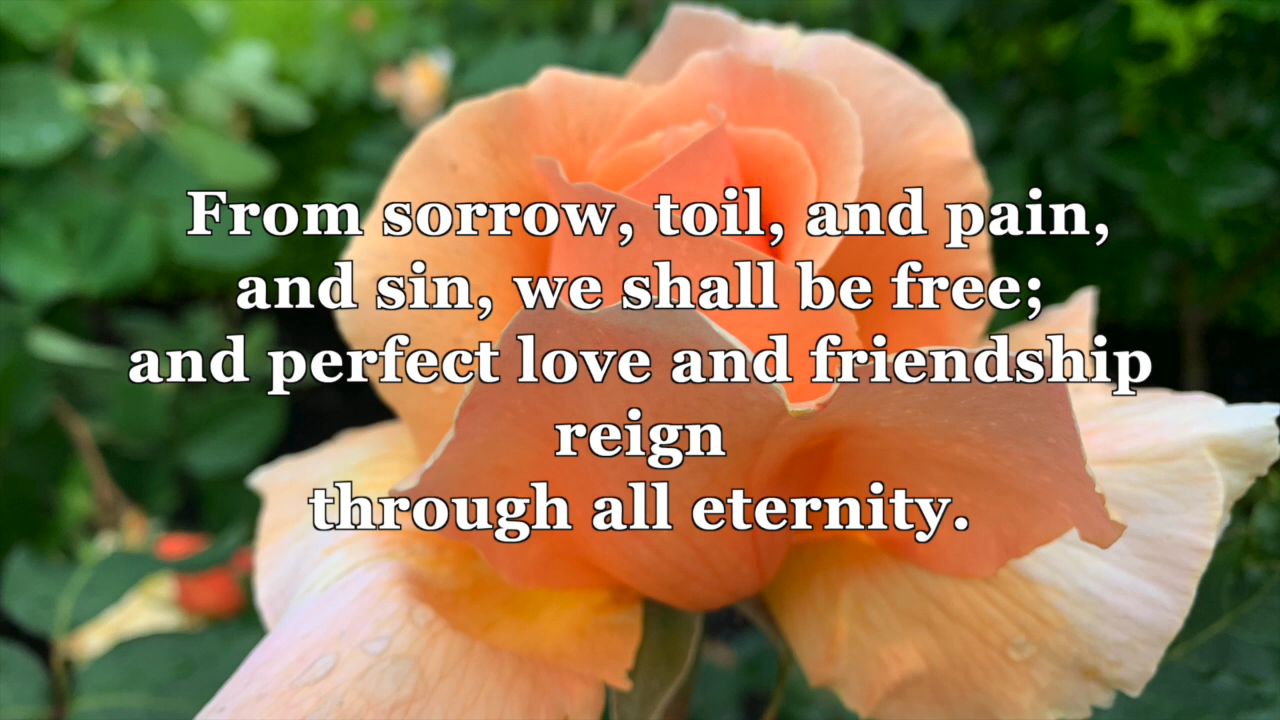 From sorrow, toil, and pain,
and sin, we shall be free;
and perfect love and friendship
reign
through all eternity.